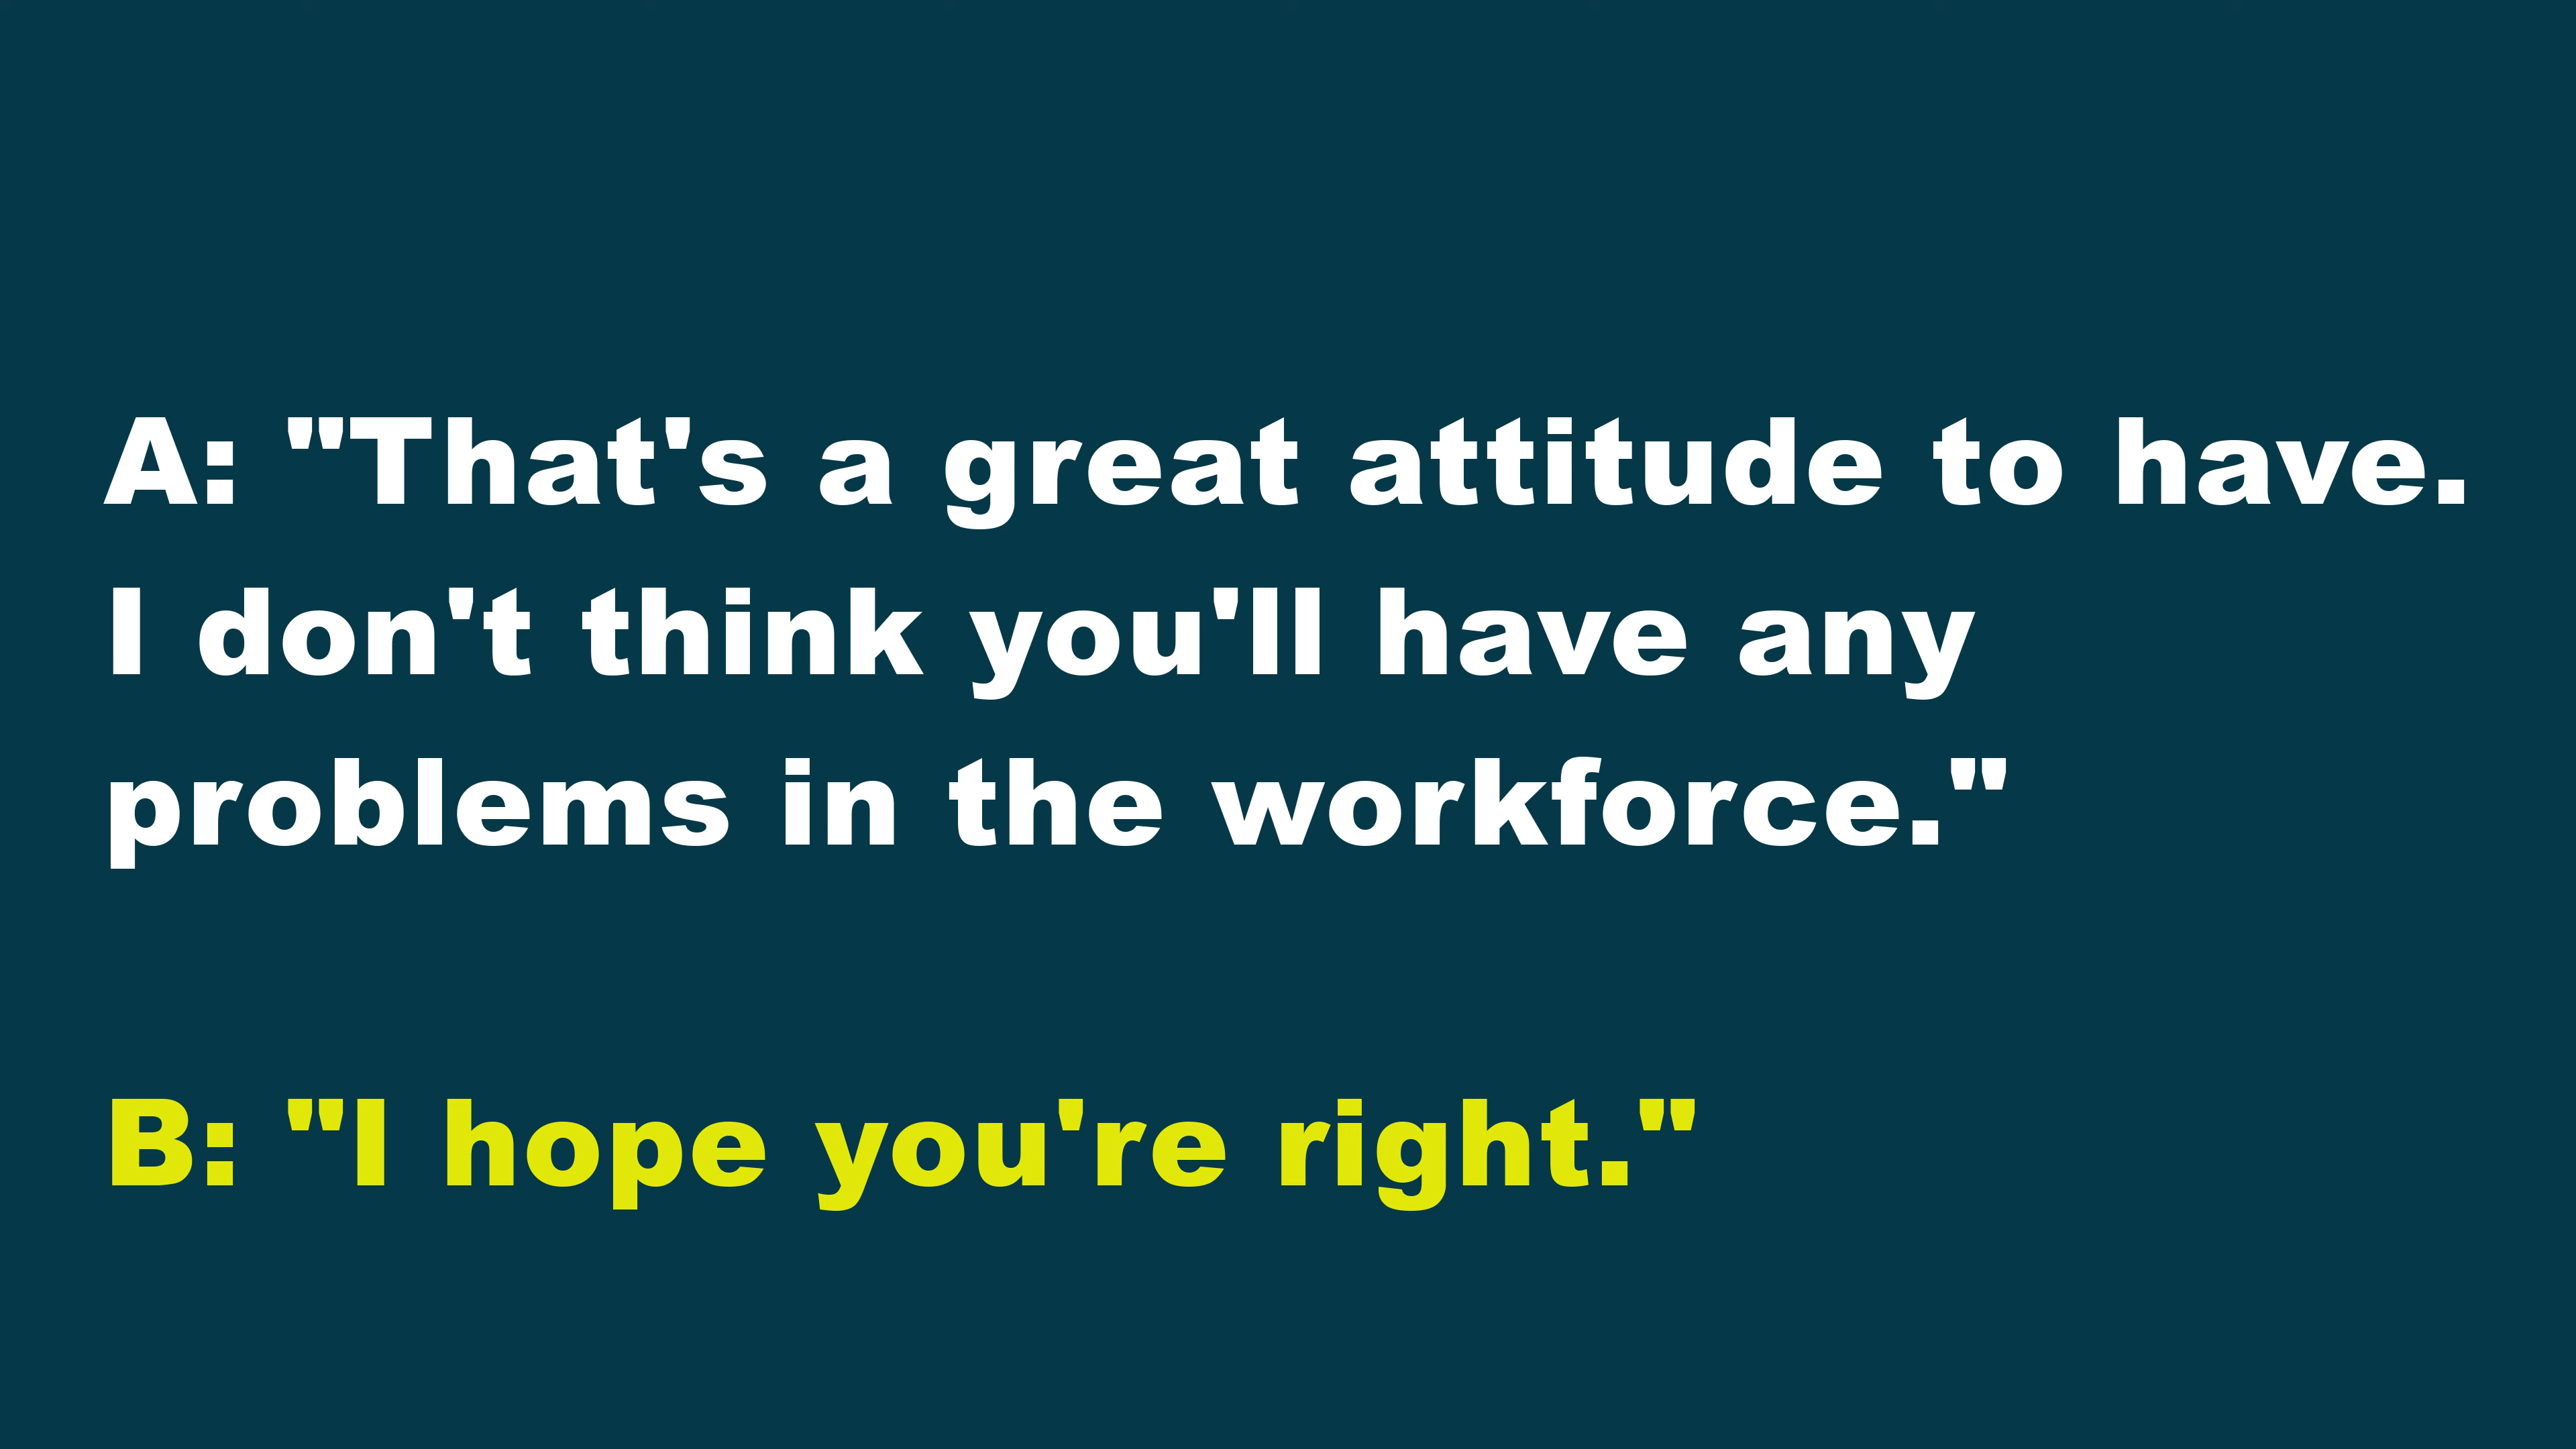 A: "That's a great attitude to have.
I don't think you'll have any
problems in the workforce."
B: "I hope you're right."